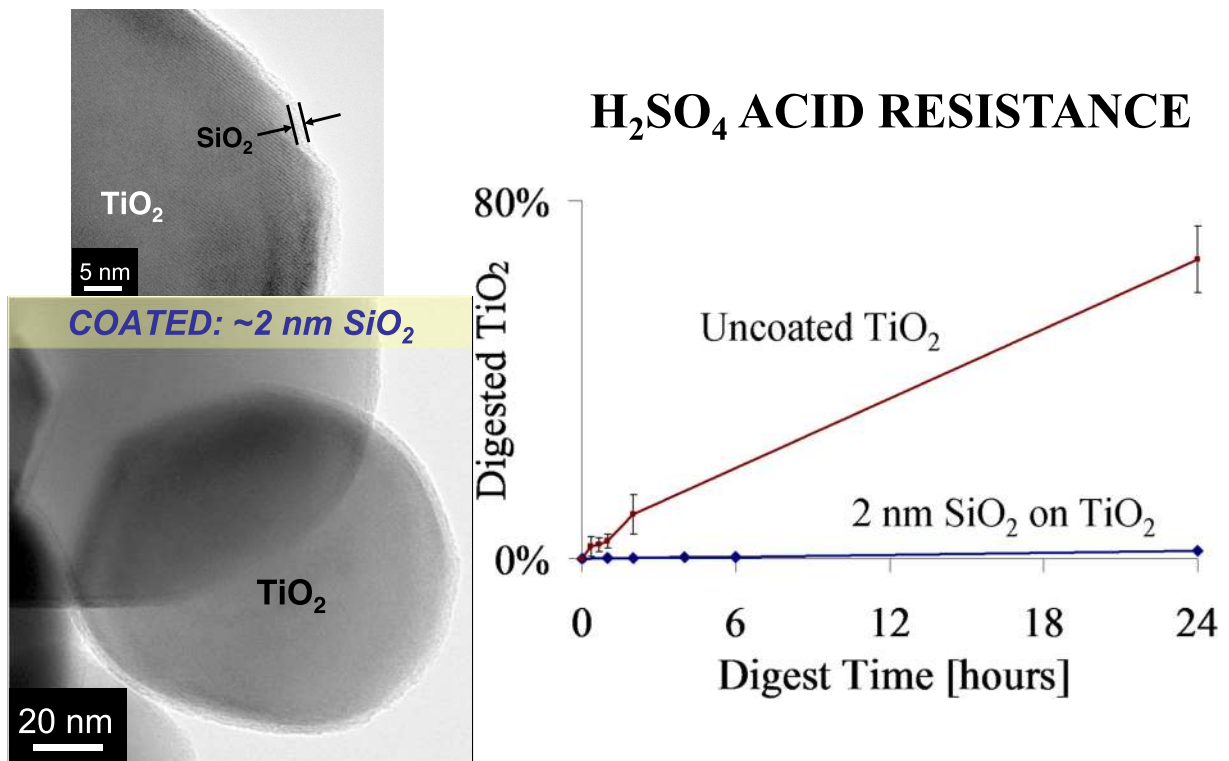 SiO₂
TiO₂
5 nm
COATED: ~2 nm SiO₂
TiO₂
20 nm
H₂SO₄ ACID RESISTANCE
80%
Digested TiO₂
Uncoated TiO₂
2 nm SiO₂ on TiO₂
0%
0 6 12 18 24
Digest Time [hours]